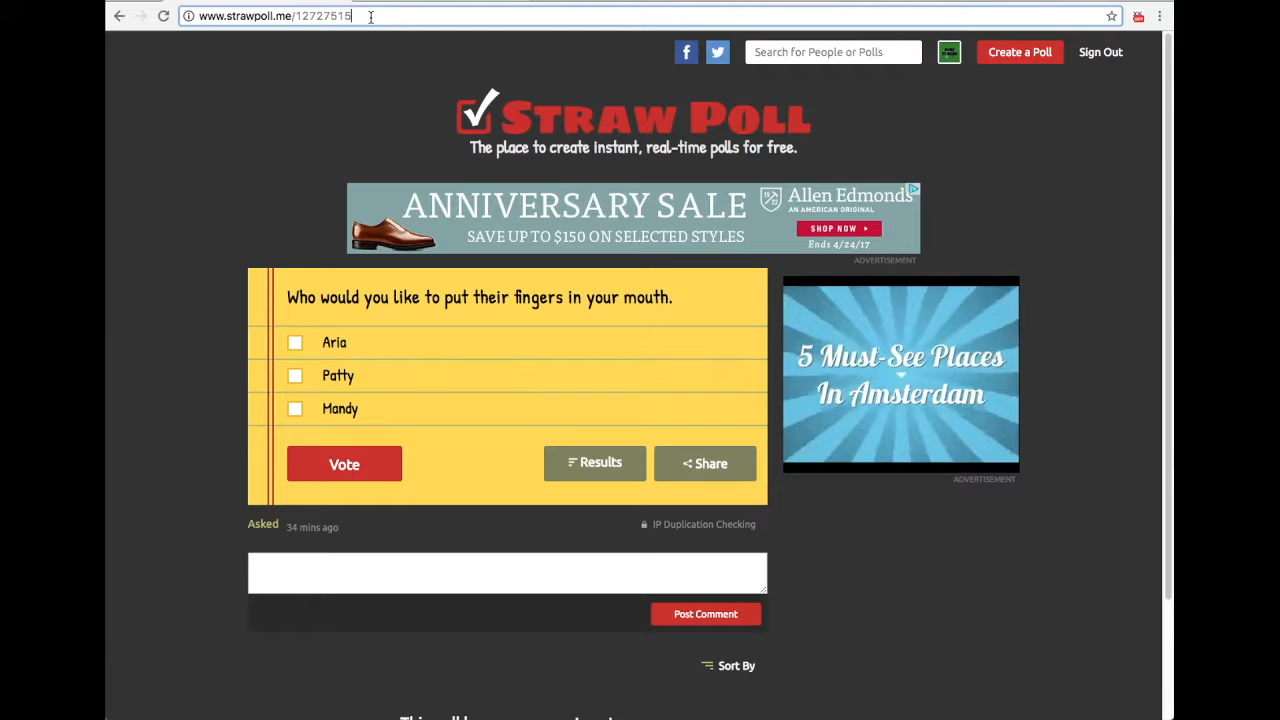 www.strawpoll.me/12727515
Search for People or Polls
Create a Poll
Sign Out
STRAW POLL
The place to create instant, real-time polls for free.
ANNIVERSARY SALE
SAVE UP TO $150 ON SELECTED STYLES
Allen Edmonds
AN AMERICAN ORIGINAL
SHOP NOW
Ends 4/24/17
ADVERTISEMENT
Who would you like to put their fingers in your mouth.
Aria
Patty
Mandy
Vote
Results
Share
5 Must-See Places
In Amsterdam
ADVERTISEMENT
Asked 34 mins ago
IP Duplication Checking
Post Comment
Sort By